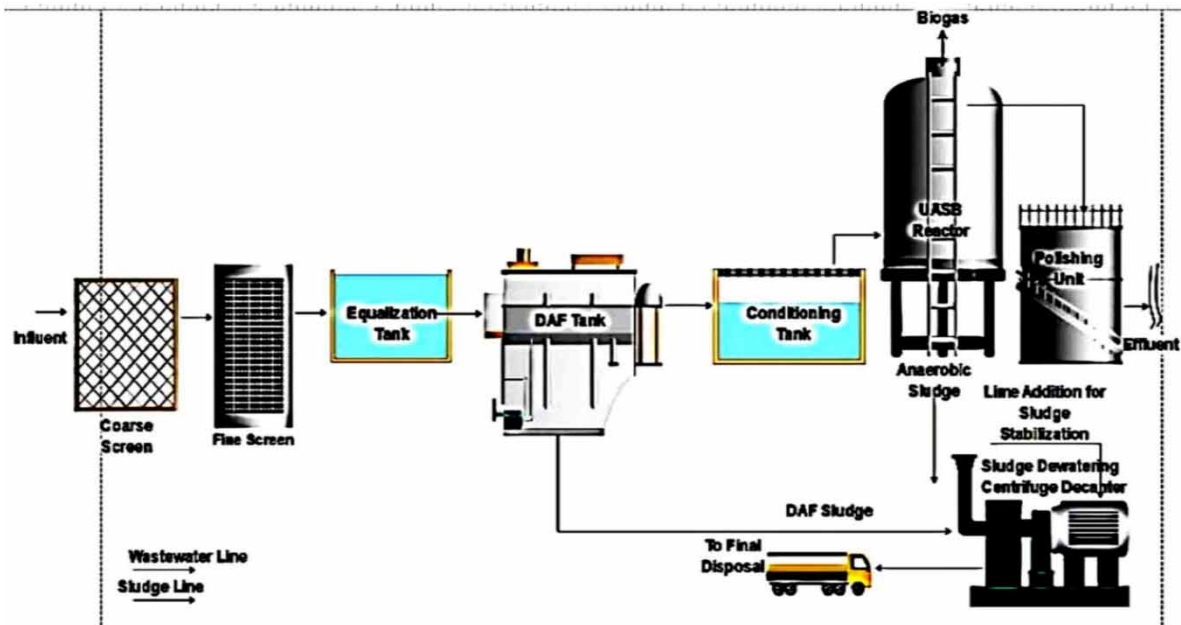 Biogas
UASB
Reactor
Polishing
Unit
Equalization
Tank
DAF Tank
Conditioning
Tank
Influent
Effluent
Coarse
Screen
Fine Screen
Anaerobic
Sludge
Lime Addition for
Sludge
Stabilization
Sludge Dewatering
Centrifuge Decanter
DAF Sludge
To Final
Disposal
Wastewater Line
Sludge Line